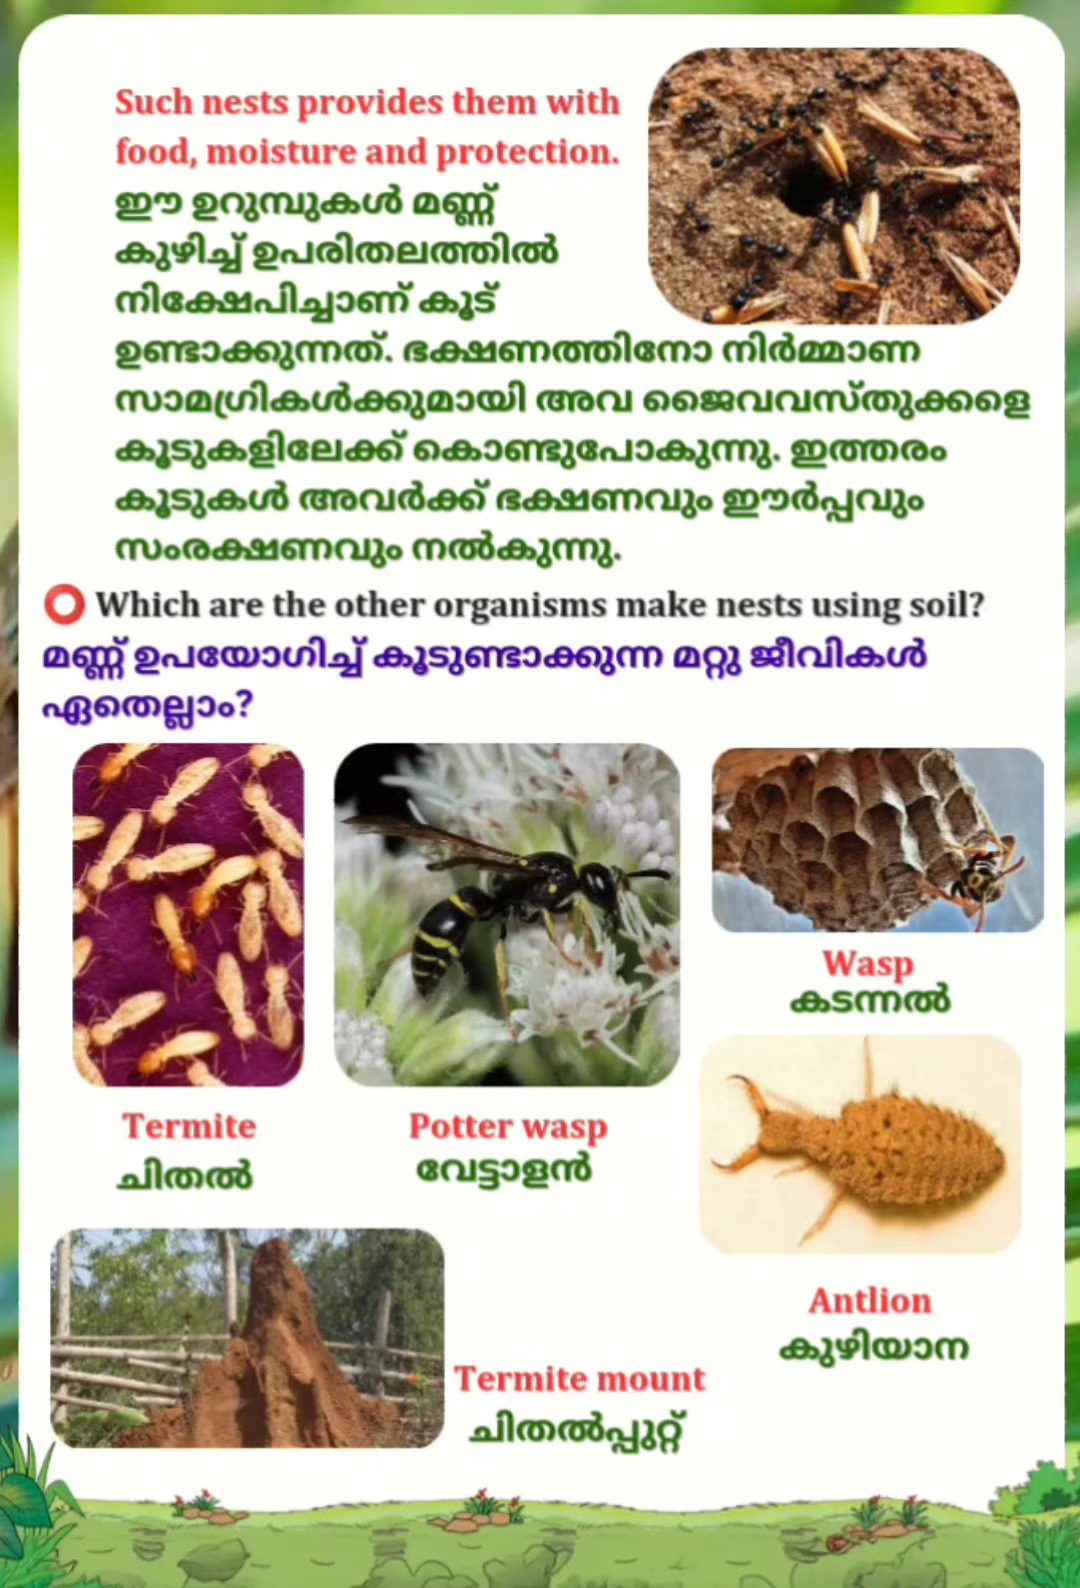 Such nests provides them with
food, moisture and protection.
ഈ ഉറുമ്പുകൾ മണ്ണ്
കുഴിച്ച് ഉപരിതലത്തിൽ
നിക്ഷേപിച്ചാണ് കൂട്
ഉണ്ടാക്കുന്നത്. ഭക്ഷണത്തിനോ നിർമ്മാണ
സാമഗ്രികൾക്കുമായി അവ ജൈവവസ്തുക്കളെ
കൂടുകളിലേക്ക് കൊണ്ടുപോകുന്നു. ഇത്തരം
കൂടുകൾ അവർക്ക് ഭക്ഷണവും ഈർപ്പവും
സംരക്ഷണവും നൽകുന്നു.
⭕ Which are the other organisms make nests using soil?
മണ്ണ് ഉപയോഗിച്ച് കൂടുണ്ടാക്കുന്ന മറ്റു ജീവികൾ
ഏതെല്ലാം?
Wasp
കടന്നൽ
Termite
ചിതൽ
Potter wasp
വേട്ടാളൻ
Antlion
കുഴിയാന
Termite mount
ചിതൽപ്പുറ്റ്